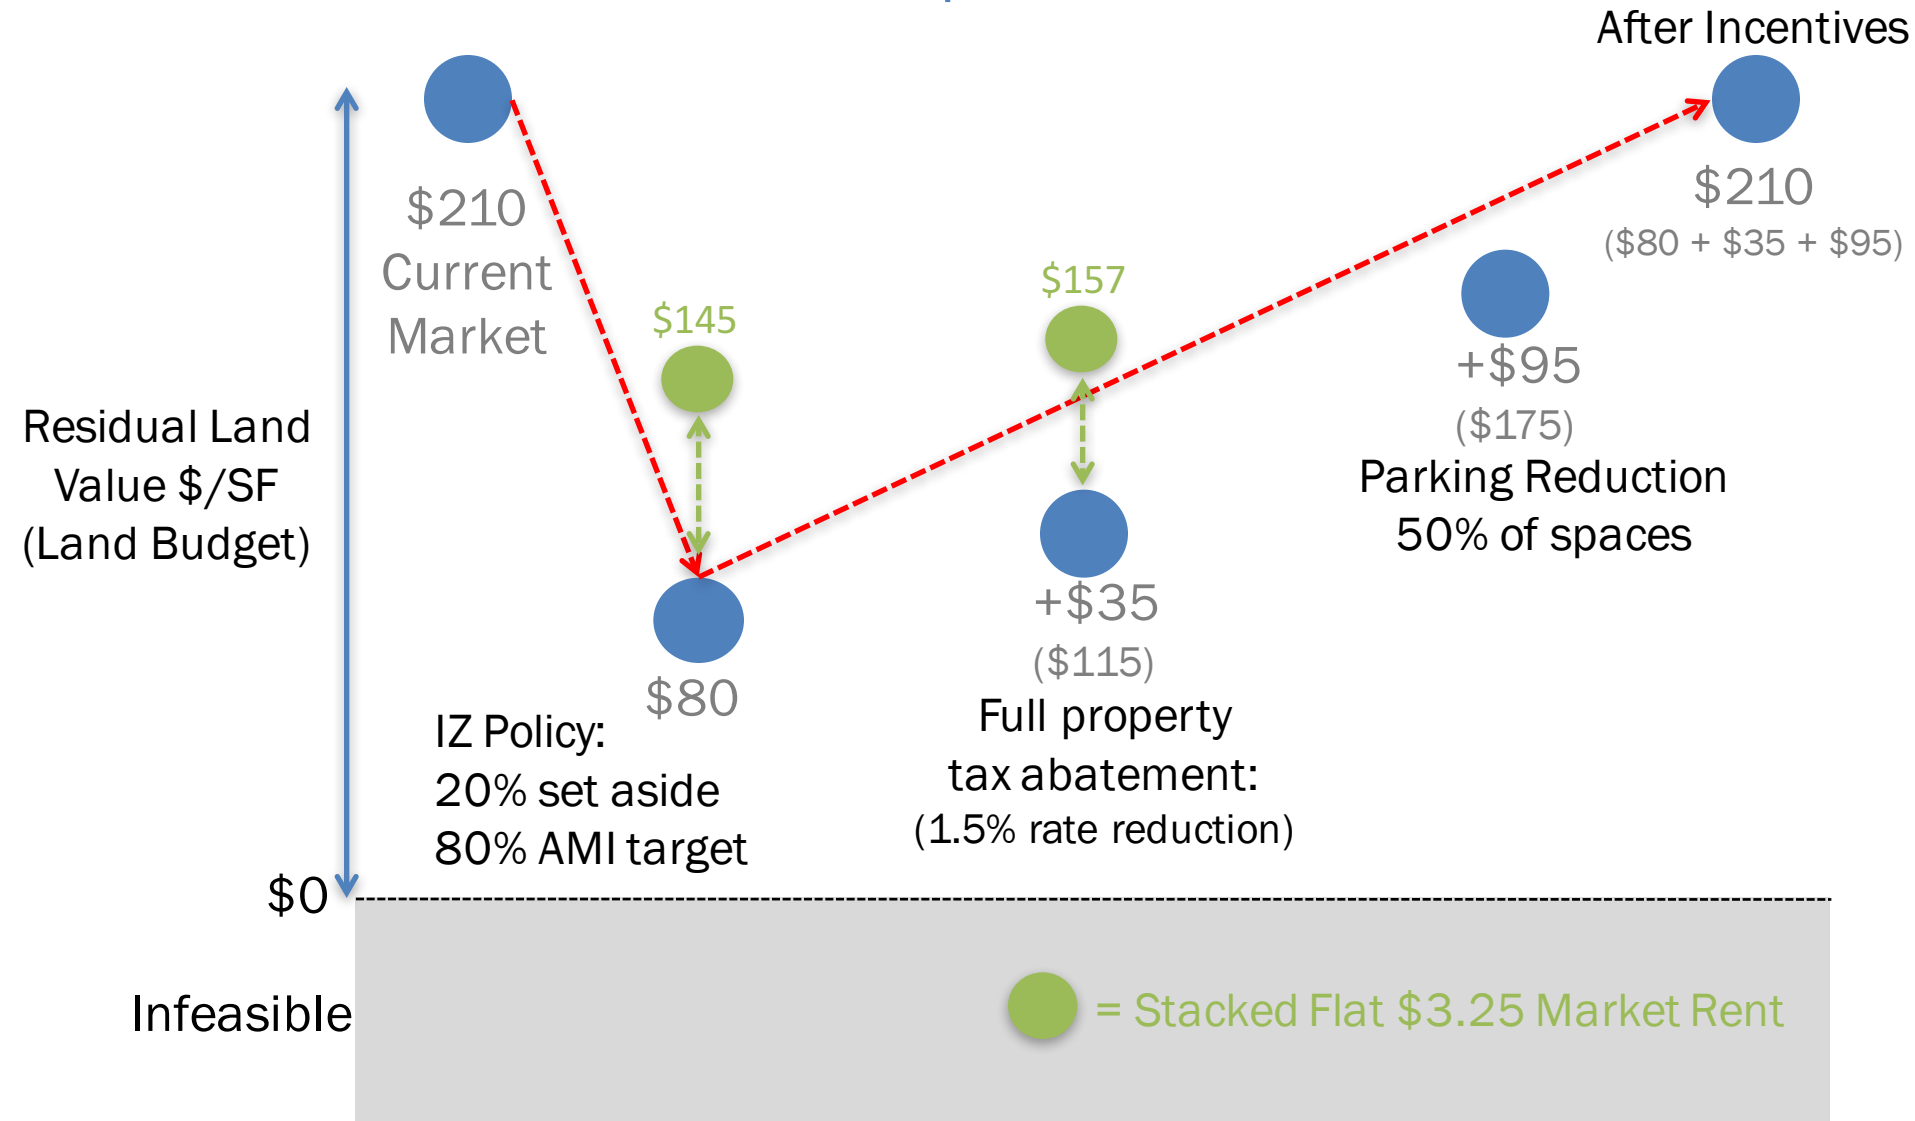 After Incentives
$210
Current
Market
$210
($80 + $35 + $95)
$145
$157
+$95
($175)
Parking Reduction
50% of spaces
Residual Land
Value $/SF
(Land Budget)
+$35
($115)
Full property
tax abatement:
(1.5% rate reduction)
$80
IZ Policy:
20% set aside
80% AMI target
$0
Infeasible
= Stacked Flat $3.25 Market Rent